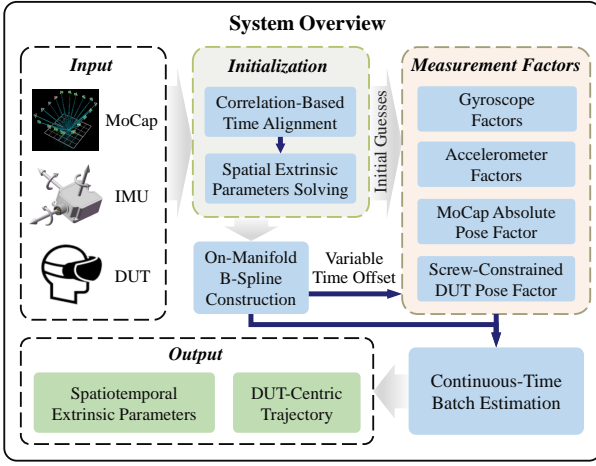 System Overview
Input
MoCap
IMU
DUT
Initialization
Correlation-Based
Time Alignment
Spatial Extrinsic
Parameters Solving
Initial Guesses
Measurement Factors
Gyroscope
Factors
Accelerometer
Factors
MoCap Absolute
Pose Factor
Screw-Constrained
DUT Pose Factor
On-Manifold
B-Spline
Construction
Variable
Time Offset
Output
Spatiotemporal
Extrinsic Parameters
DUT-Centric
Trajectory
Continuous-Time
Batch Estimation